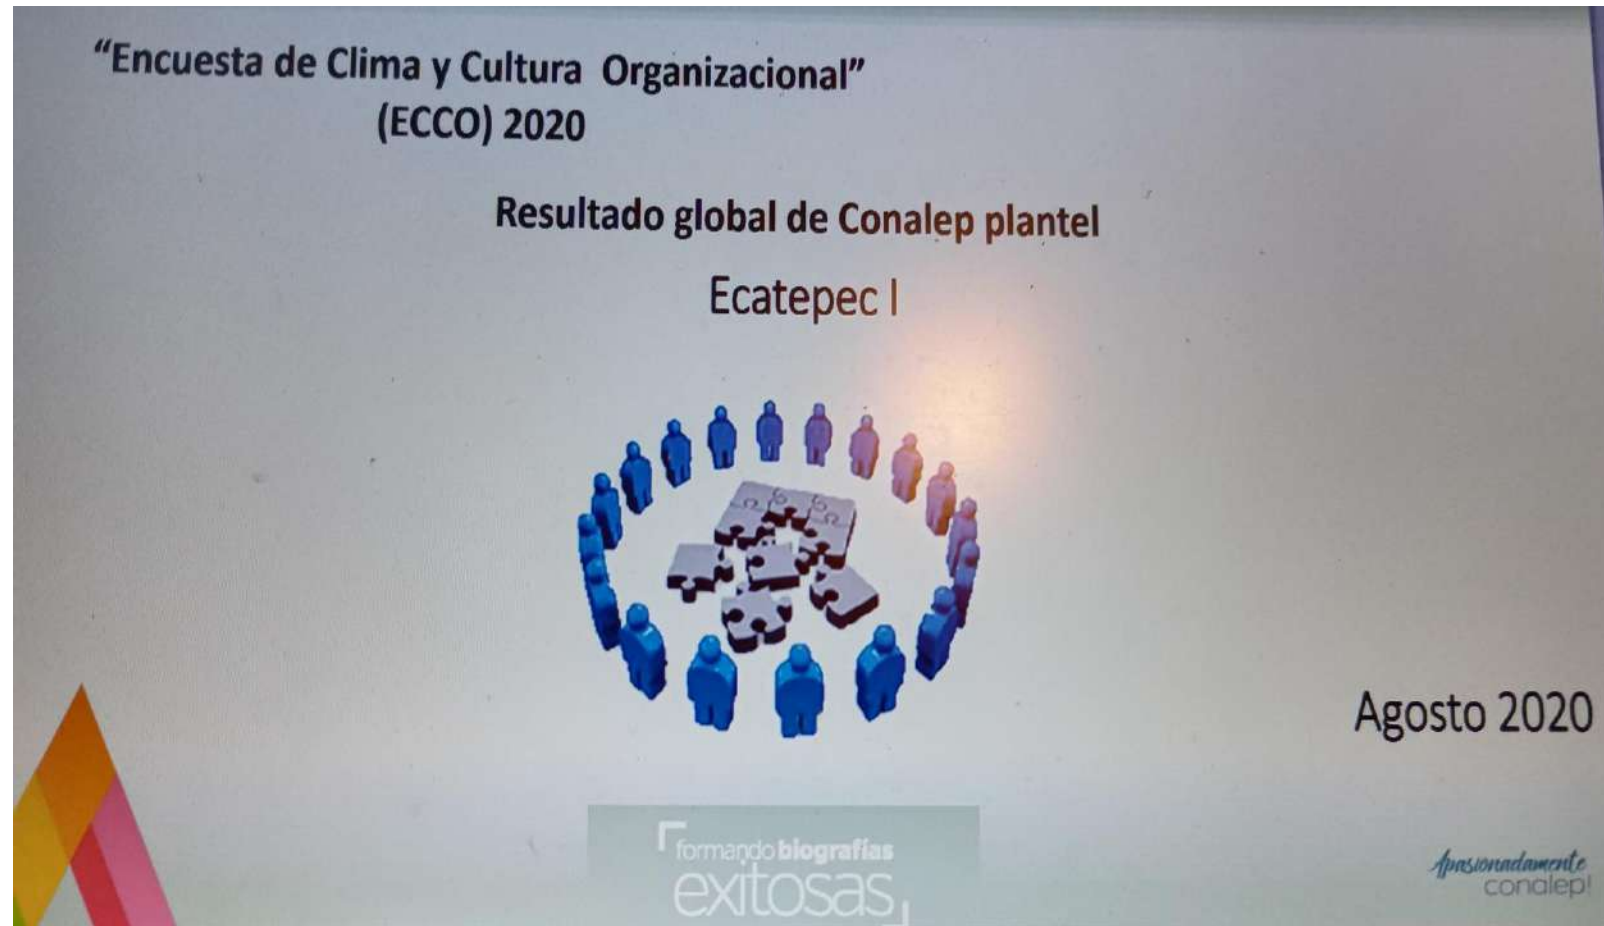 “Encuesta de Clima y Cultura Organizacional”
(ECCO) 2020
Resultado global de Conalep plantel
Ecatepec I
Agosto 2020
formando biografías
exitosas
Apasionadamente
conalep!